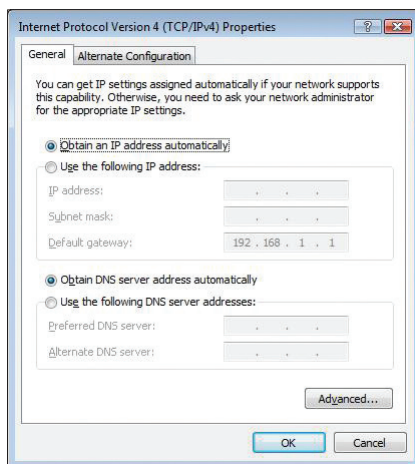 Internet Protocol Version 4 (TCP/IPv4) Properties
General
Alternate Configuration
You can get IP settings assigned automatically if your network supports
this capability. Otherwise, you need to ask your network administrator
for the appropriate IP settings.
Obtain an IP address automatically
Use the following IP address:
IP address:
Subnet mask:
Default gateway: 192 . 168 . 1 . 1
Obtain DNS server address automatically
Use the following DNS server addresses:
Preferred DNS server:
Alternate DNS server:
Advanced...
OK
Cancel